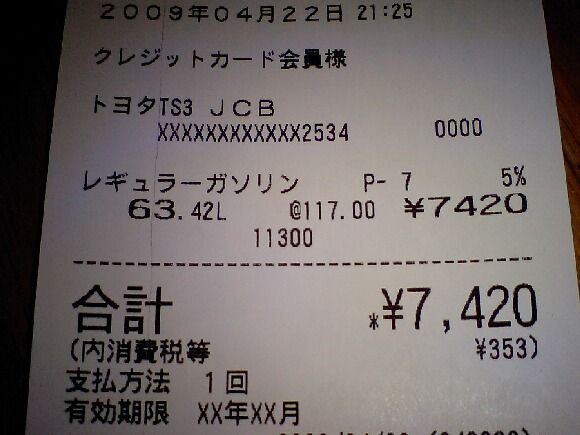 2009年04月22日 21:25
クレジットカード会員様
トヨタTS3 JCB
XXXXXXXXXXXX2534 0000
レギュラーガソリン P- 7 5%
63.42L @117.00 ¥7420
11300
合計 *¥7,420
(内消費税等 ¥353)
支払方法 1回
有効期限 XX年XX月